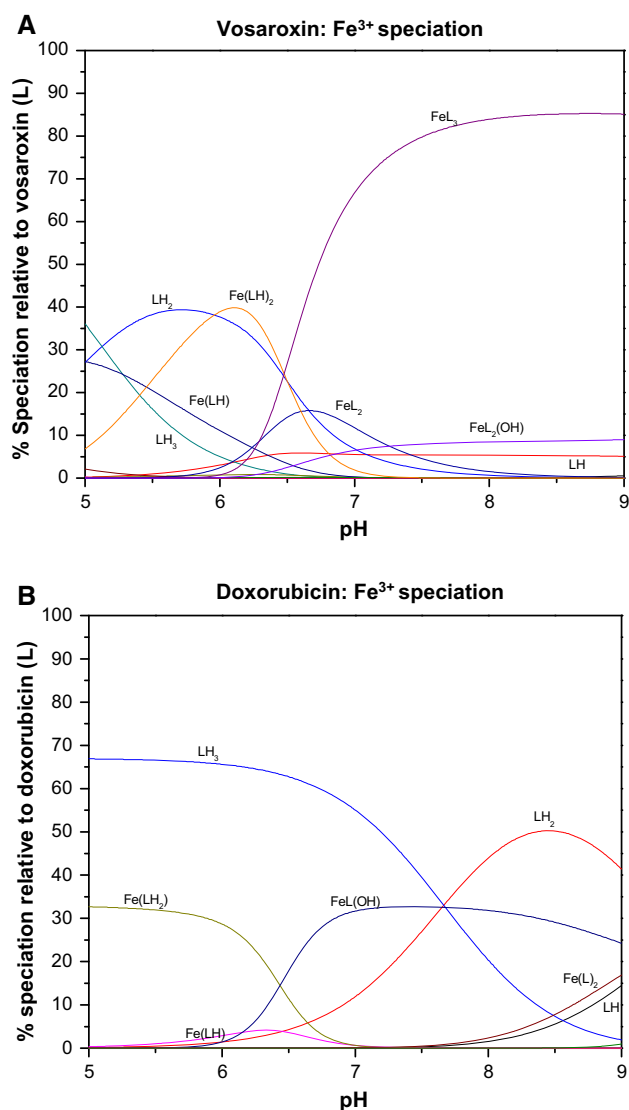 A
Vosaroxin: Fe³⁺ speciation
% Speciation relative to vosaroxin (L)
100
90
80
70
60
50
40
30
20
10
0
FeL₃
LH₂
Fe(LH)₂
Fe(LH)
FeL₂
FeL₂(OH)
LH₃
LH
5
6
7
8
9
pH
B
Doxorubicin: Fe³⁺ speciation
% speciation relative to doxorubicin (L)
100
90
80
70
60
50
40
30
20
10
0
LH₃
LH₂
Fe(LH₂)
FeL(OH)
Fe(L)₂
LH
Fe(LH)
5
6
7
8
9
pH